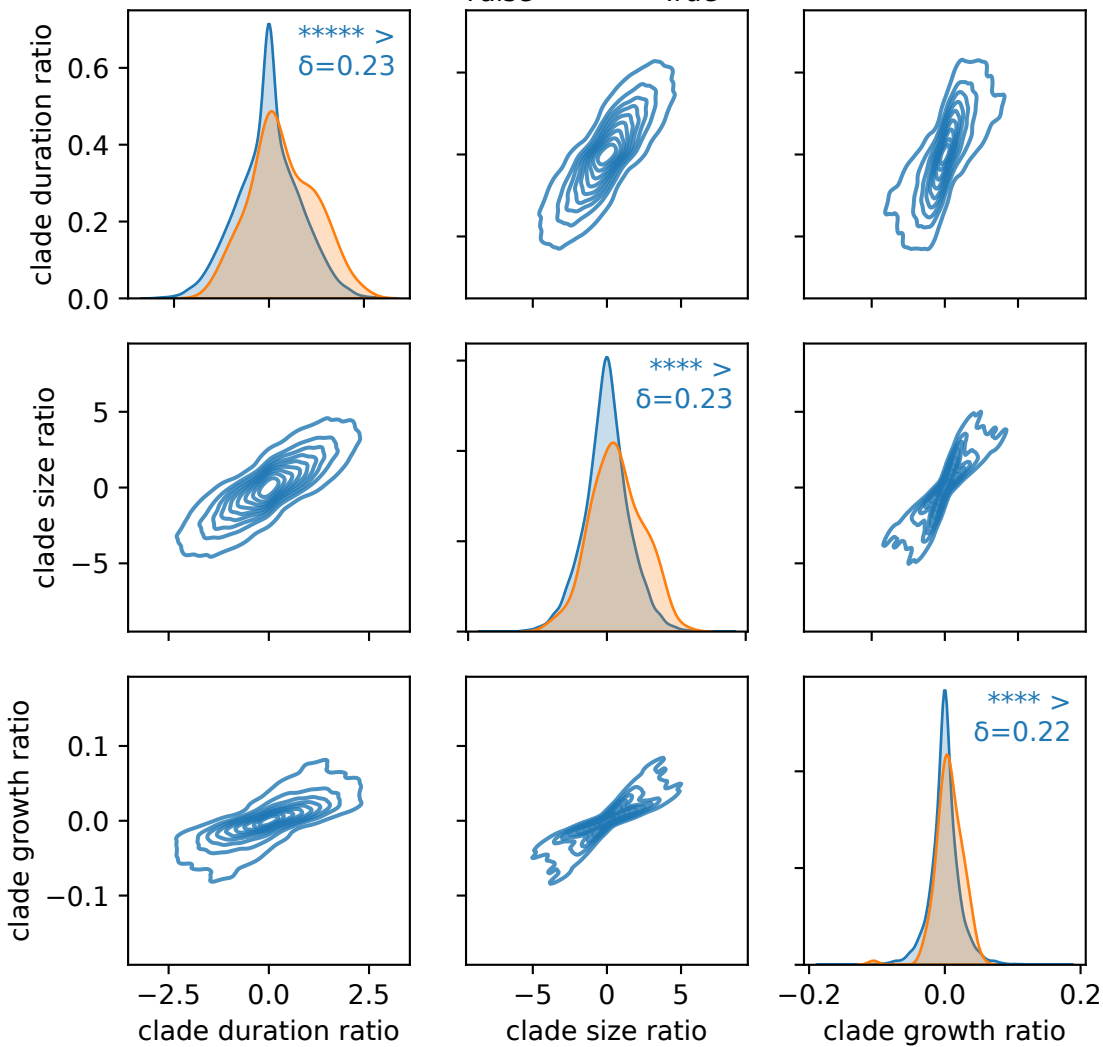 clade duration ratio
0.6
0.4
0.2
0.0
***** >
δ=0.23
clade size ratio
5
0
−5
**** >
δ=0.23
clade growth ratio
0.1
0.0
−0.1
**** >
δ=0.22
−2.5 0.0 2.5
−5 0 5
−0.2 0.0 0.2
clade duration ratio
clade size ratio
clade growth ratio